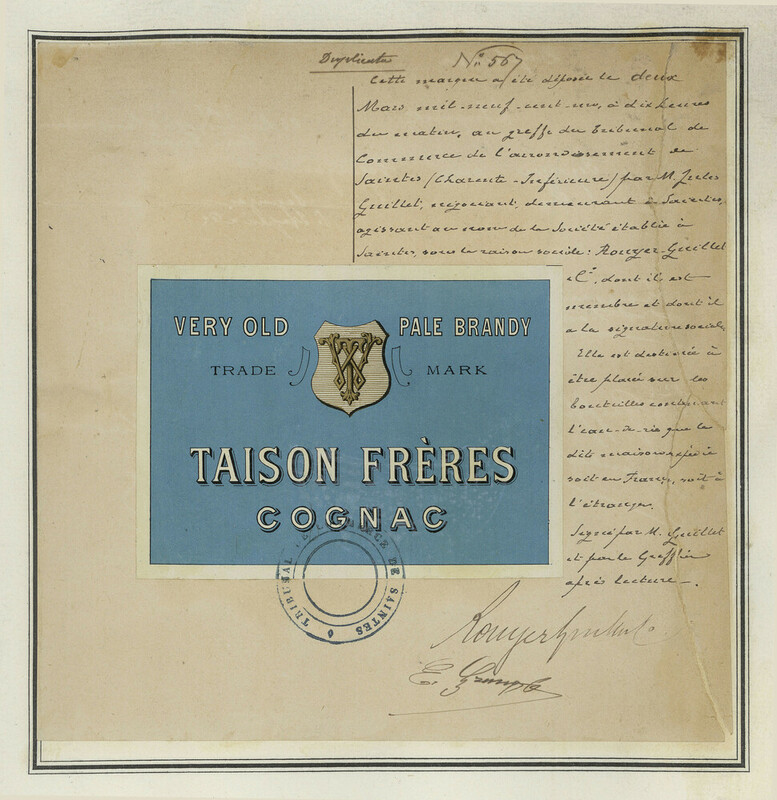 Duplicata
N° 567
Cette marque a été déposée le deux
Mars mil-neuf-cent-un, à dix heures
du matin, au greffe du Tribunal de
Commerce de l'arrondissement de
Saintes (Charente-Inférieure) par M. Jules
Guillet, négociant, demeurant à Saintes,
agissant au nom de la Société établie à
Saintes, sous la raison sociale: Rouyer-Guillet
et Cie, dont il est
membre et dont il
a la signature sociale.
Elle est destinée à
être placée sur les
bouteilles contenant
l'eau-de-vie que la
dite maison expédie
soit en France, soit à
l'étranger.
Signé par M. Guillet
et par le Greffier
après lecture -.
VERY OLD PALE BRANDY
TRADE MARK
TAISON FRÈRES
COGNAC
TRIBUNAL DE SAINTES
Rouyer Guillet & Co
E.